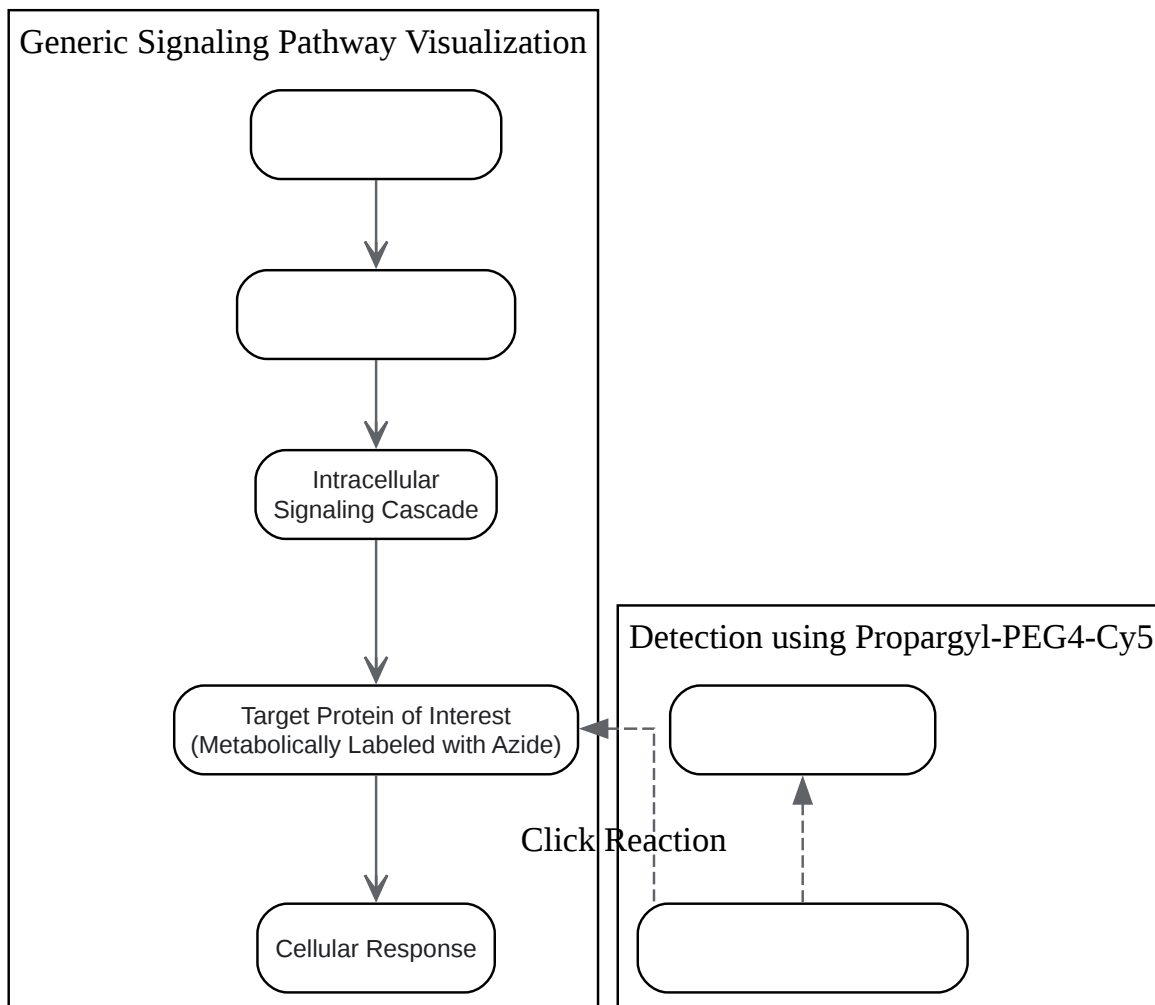 Generic Signaling Pathway Visualization
Intracellular
Signaling Cascade
Detection using Propargyl-PEG4-Cy5
Target Protein of Interest
(Metabolically Labeled with Azide)
Click Reaction
Cellular Response